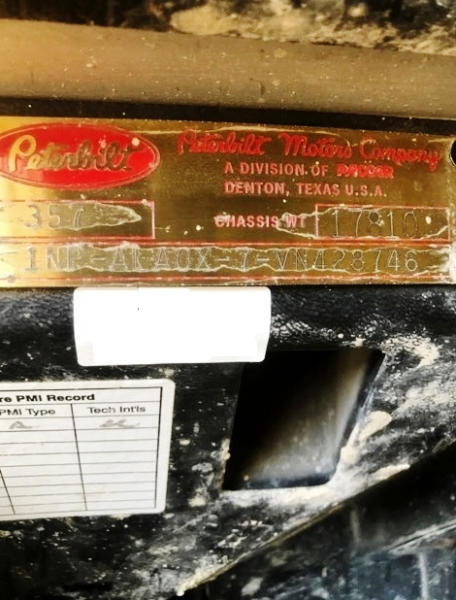 Peterbilt
Peterbilt Motors Company
A DIVISION OF PACCAR
DENTON, TEXAS U.S.A.
357 CHASSIS WT 17810
1NP-ALAOX-7-VN428746
re PMI Record
PMI Type Tech Int'ls
A